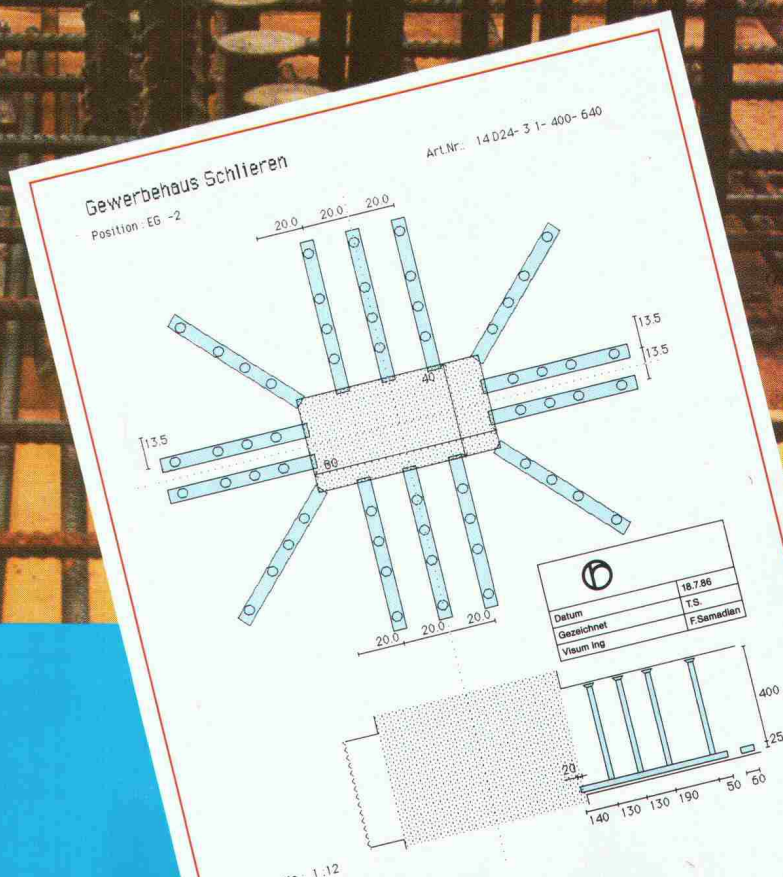 Gewerbehaus Schlieren
Art.Nr.: 14D24-3 1-400-640
Position: EG -2
20.0 20.0 20.0
13.5
13.5
40
13.5
80
20.0 20.0 20.0
Datum 18.7.86
Gezeichnet T.S.
Visum Ing F.Samadian
400
25
20
140 130 130 190 50 60
1:12